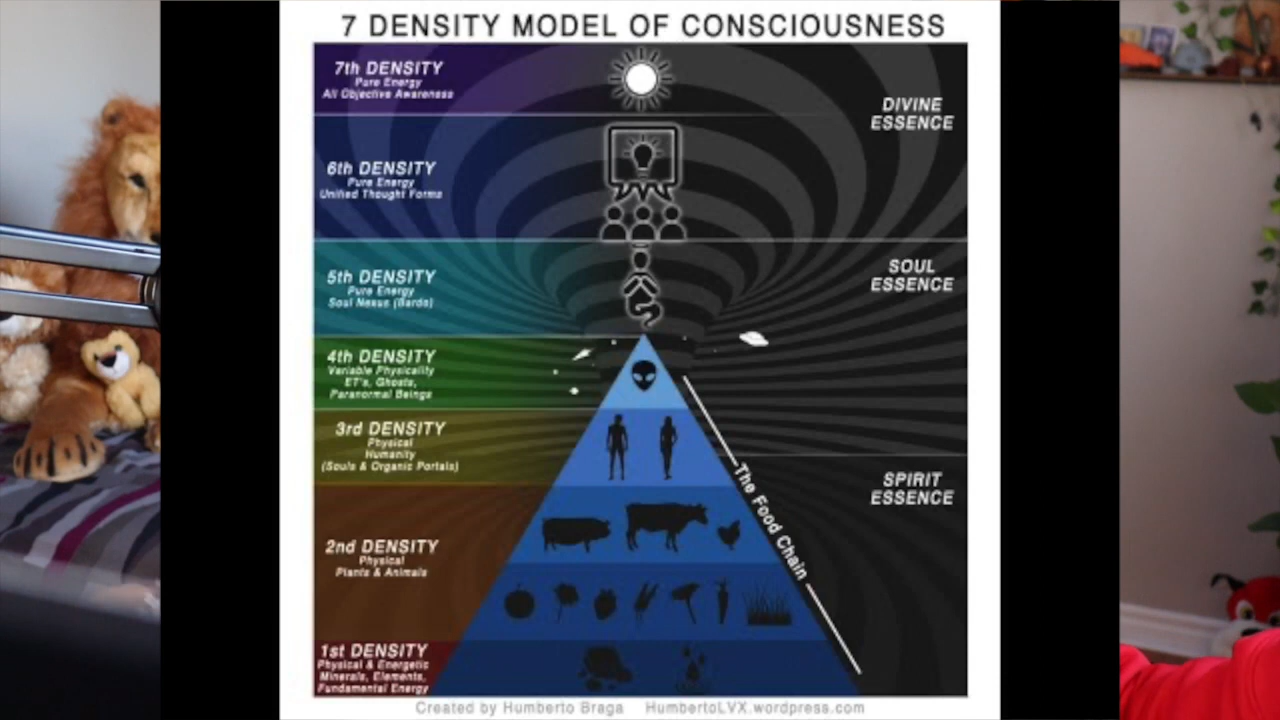 7 DENSITY MODEL OF CONSCIOUSNESS
7th DENSITY
Pure Energy
All Objective Awareness
DIVINE
ESSENCE
6th DENSITY
Pure Energy
Unified Thought Forms
5th DENSITY
Pure Energy
Soul Nexus (Bardo)
SOUL
ESSENCE
4th DENSITY
Variable Physicality
ET's, Ghosts,
Paranormal Beings
3rd DENSITY
Physical
Humanity
(Souls & Organic Portals)
SPIRIT
ESSENCE
The Food Chain
2nd DENSITY
Physical
Plants & Animals
1st DENSITY
Physical & Energetic
Minerals, Elements,
Fundamental Energy
Created by Humberto Braga HumbertoLVX.wordpress.com